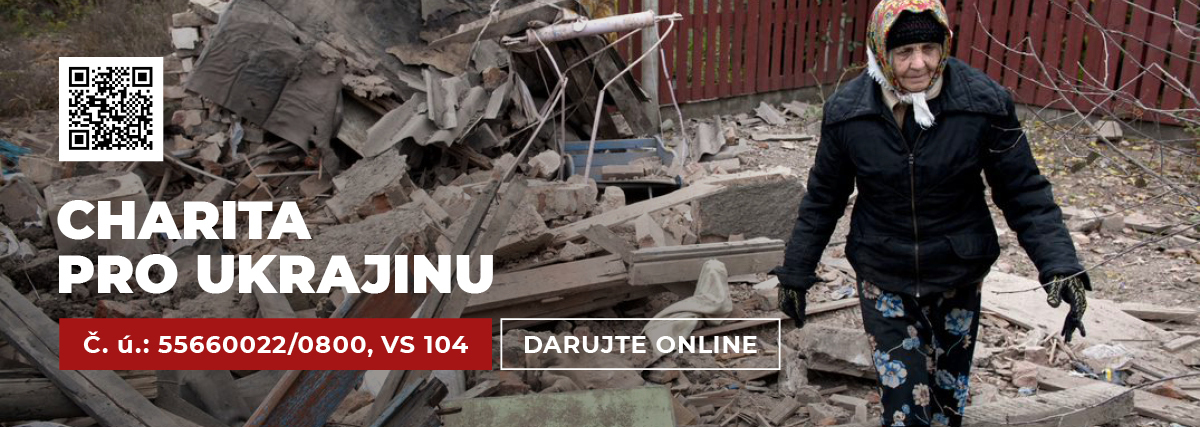 CHARITA
PRO UKRAJINU
Č. ú.: 55660022/0800, VS 104
DARUJTE ONLINE